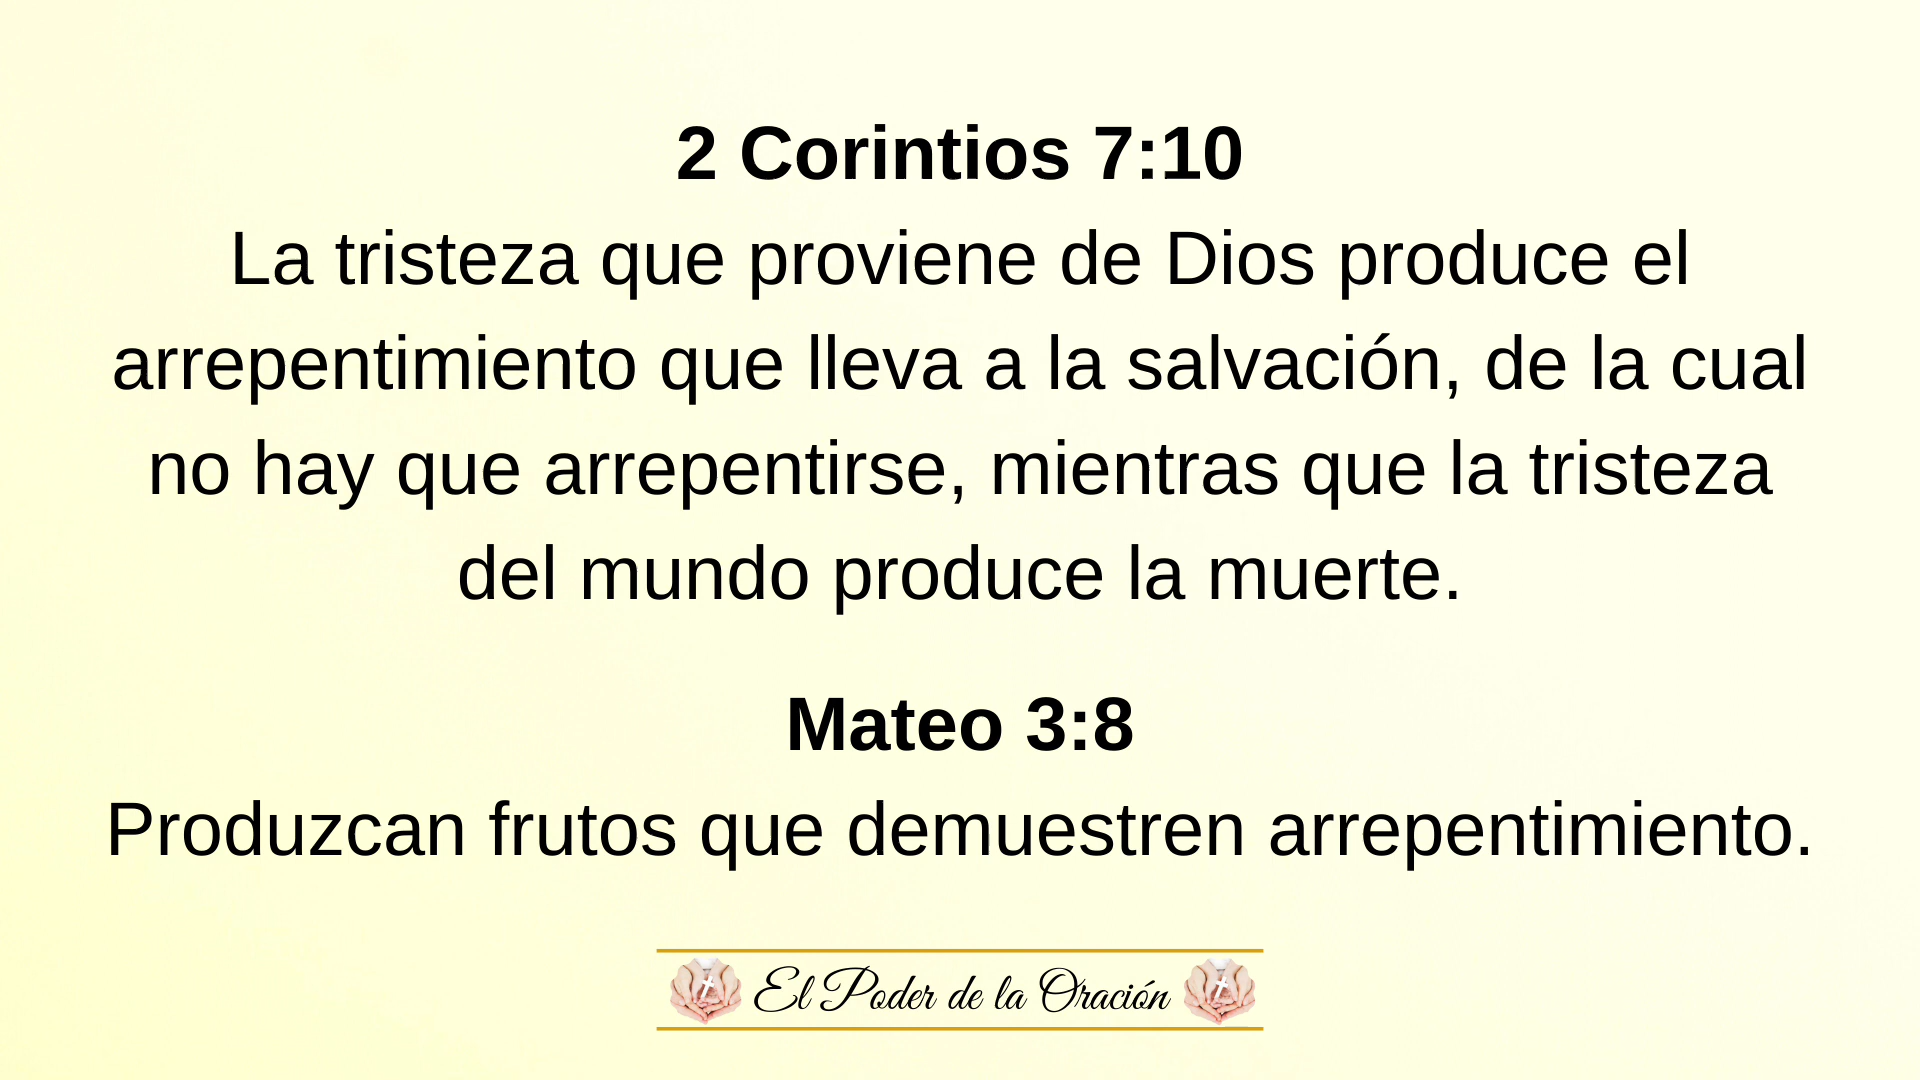 2 Corintios 7:10
La tristeza que proviene de Dios produce el
arrepentimiento que lleva a la salvación, de la cual
no hay que arrepentirse, mientras que la tristeza
del mundo produce la muerte.
Mateo 3:8
Produzcan frutos que demuestren arrepentimiento.
El Poder de la Oración